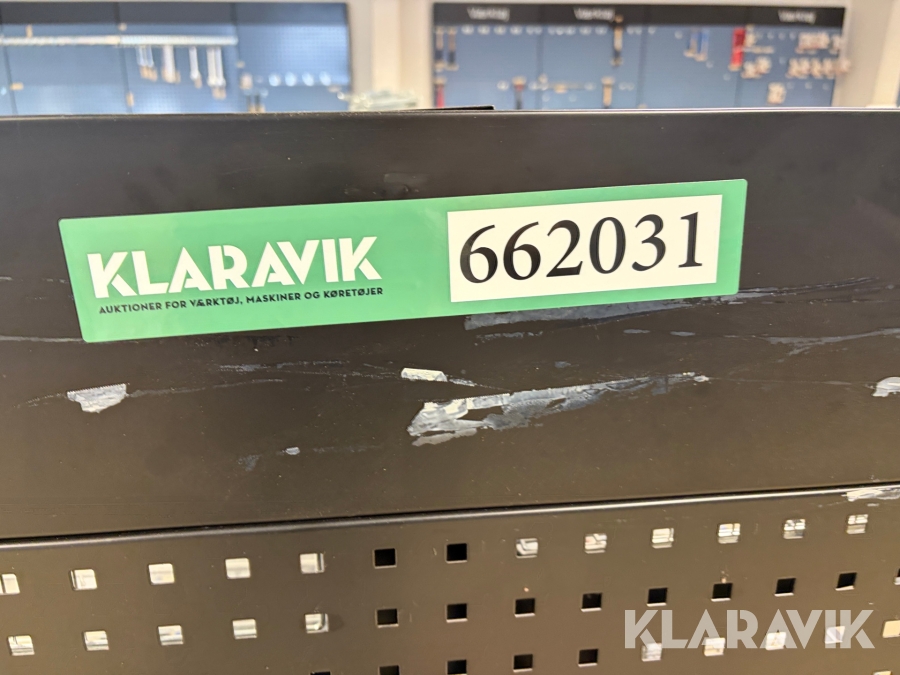 KLARAVIK
AUKTIONER FOR VÆRKTØJ, MASKINER OG KØRETØJER
662031
KLARAVIK